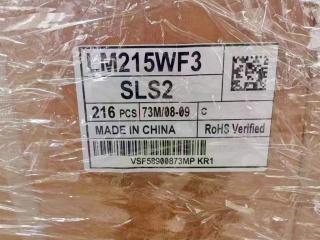 LM215WF3
SLS2
216 PCS 73M/08-09 C
MADE IN CHINA RoHS Verified
VSF58900873MP KR1